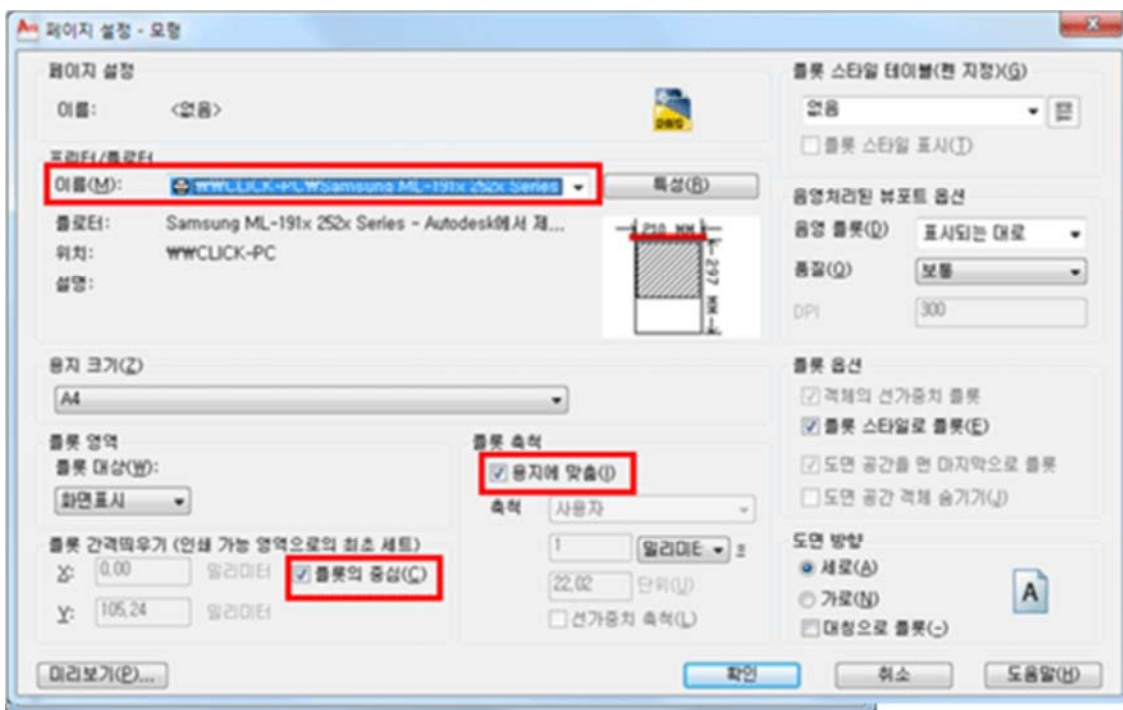 페이지 설정 - 모형
페이지 설정
이름: <없음>
DWG
프린터/플로터
이름(M): ₩₩CLICK-PC₩Samsung ML-191x 252x Series
특성(R)
플로터: Samsung ML-191x 252x Series - Autodesk에서 제...
위치: ₩₩CLICK-PC
설명:
210 MM
297 MM
용지 크기(Z)
A4
플롯 영역
플롯 대상(W):
화면표시
플롯 간격띄우기 (인쇄 가능 영역으로의 최초 세트)
X: 0.00 밀리미터
플롯의 중심(C)
Y: 105.24 밀리미터
플롯 축척
용지에 맞춤(I)
축척 사용자
1 밀리미터 =
22.02 단위(U)
선가중치 축척(L)
플롯 스타일 테이블(펜 지정)(G)
없음
플롯 스타일 표시(T)
음영처리된 뷰포트 옵션
음영 플롯(D) 표시되는 대로
품질(Q) 보통
DPI 300
플롯 옵션
객체의 선가중치 플롯
플롯 스타일로 플롯(E)
도면 공간을 맨 마지막으로 플롯
도면 공간 객체 숨기기(J)
도면 방향
세로(A)
가로(N)
대칭으로 플롯(-)
A
미리보기(P)...
확인
취소
도움말(H)